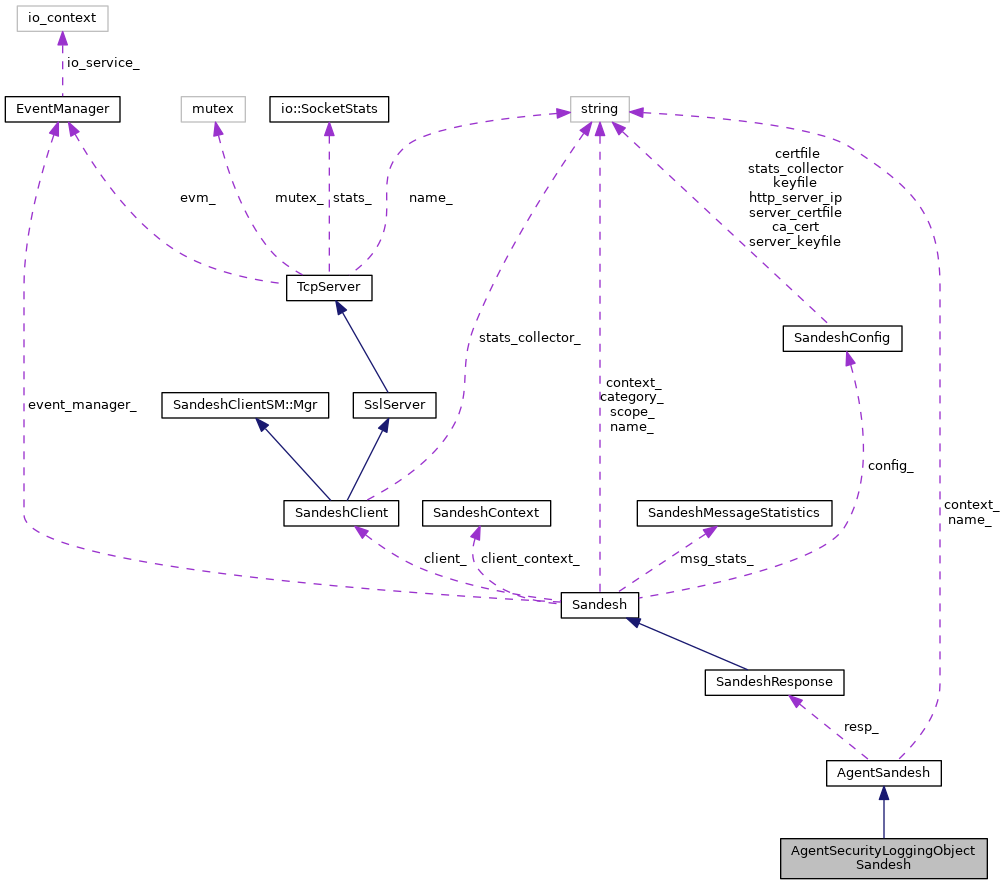 io_context
io_service_
EventManager
mutex
io::SocketStats
string
certfile
stats_collector
keyfile
http_server_ip
server_certfile
ca_cert
server_keyfile
evm_
mutex_
stats_
name_
TcpServer
SandeshConfig
stats_collector_
event_manager_
SandeshClientSM::Mgr
SslServer
context_
category_
scope_
name_
config_
SandeshClient
SandeshContext
SandeshMessageStatistics
context_
name_
client_
client_context_
msg_stats_
Sandesh
SandeshResponse
resp_
AgentSandesh
AgentSecurityLoggingObject
Sandesh